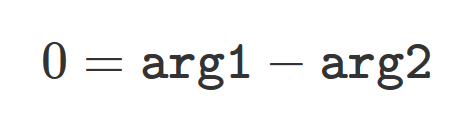 0 = arg1 − arg2